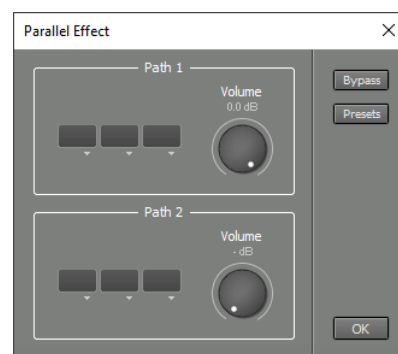 Parallel Effect
Path 1
Volume
0.0 dB
Bypass
Presets
Path 2
Volume
- dB
OK